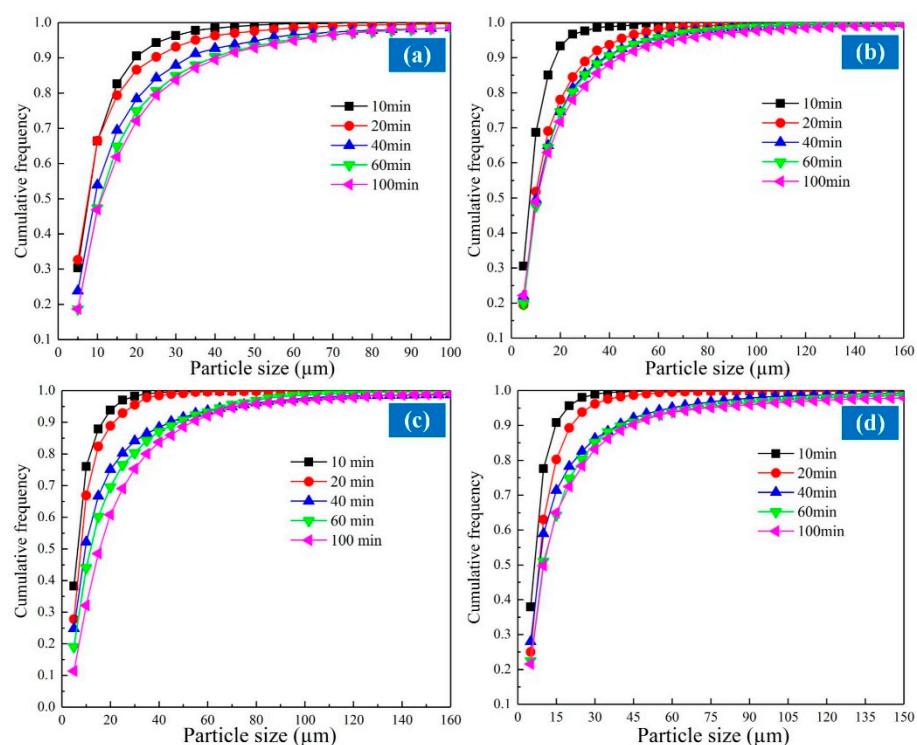 (a)
Cumulative frequency
1.0
0.9
0.8
0.7
0.6
0.5
0.4
0.3
0.2
0.1
10min
20min
40min
60min
100min
0 10 20 30 40 50 60 70 80 90 100
Particle size (µm)
(b)
Cumulative frequency
1.0
0.9
0.8
0.7
0.6
0.5
0.4
0.3
0.2
0.1
10min
20min
40min
60min
100min
0 20 40 60 80 100 120 140 160
Particle size (µm)
(c)
Cumulative frequency
1.0
0.9
0.8
0.7
0.6
0.5
0.4
0.3
0.2
0.1
0.0
10 min
20 min
40 min
60 min
100 min
0 20 40 60 80 100 120 140 160
Particle size (µm)
(d)
Cumulative frequency
1.0
0.9
0.8
0.7
0.6
0.5
0.4
0.3
0.2
0.1
10min
20min
40min
60min
100min
0 15 30 45 60 75 90 105 120 135 150
Particle size (µm)